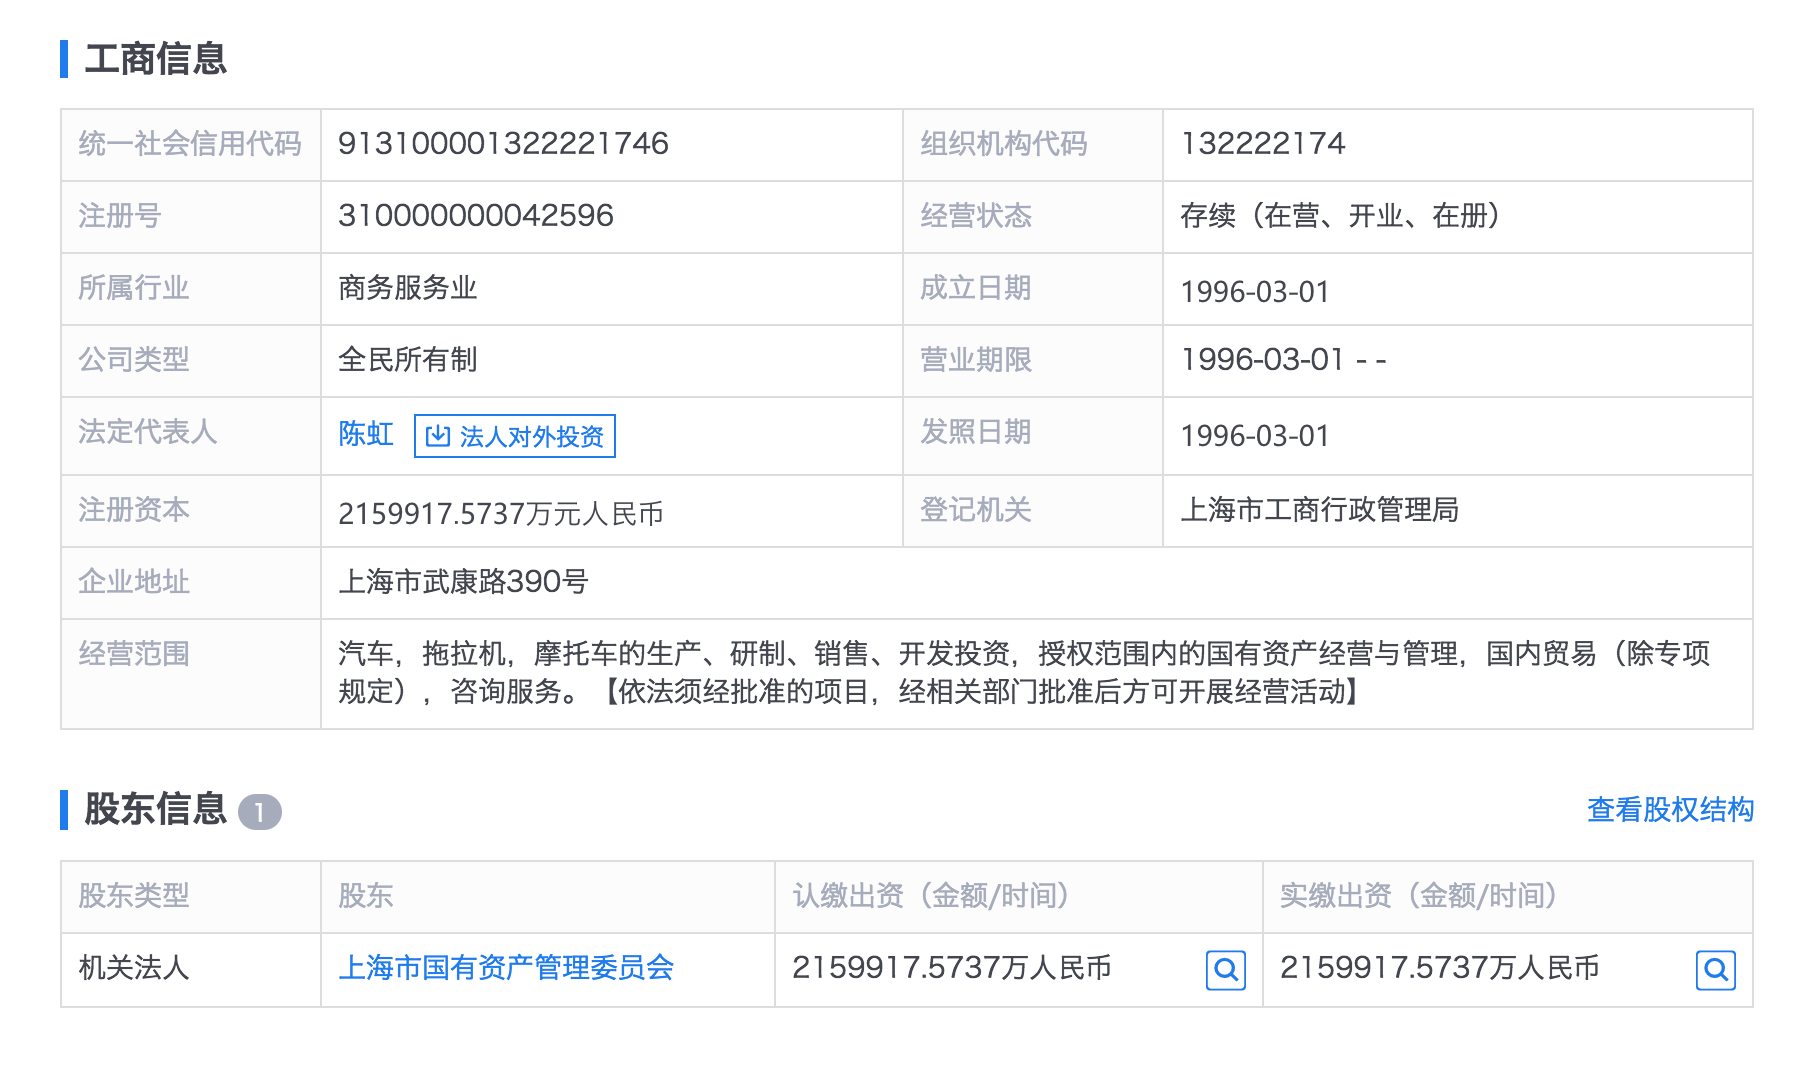 工商信息
统一社会信用代码 913100001322221746 组织机构代码 132222174
注册号 310000000042596 经营状态 存续（在营、开业、在册）
所属行业 商务服务业 成立日期 1996-03-01
公司类型 全民所有制 营业期限 1996-03-01 - -
法定代表人 陈虹 法人对外投资 发照日期 1996-03-01
注册资本 2159917.5737万元人民币 登记机关 上海市工商行政管理局
企业地址 上海市武康路390号
经营范围 汽车，拖拉机，摩托车的生产、研制、销售、开发投资，授权范围内的国有资产经营与管理，国内贸易（除专项
规定），咨询服务。【依法须经批准的项目，经相关部门批准后方可开展经营活动】
股东信息 1 查看股权结构
股东类型 股东 认缴出资（金额/时间） 实缴出资（金额/时间）
机关法人 上海市国有资产管理委员会 2159917.5737万人民币 2159917.5737万人民币